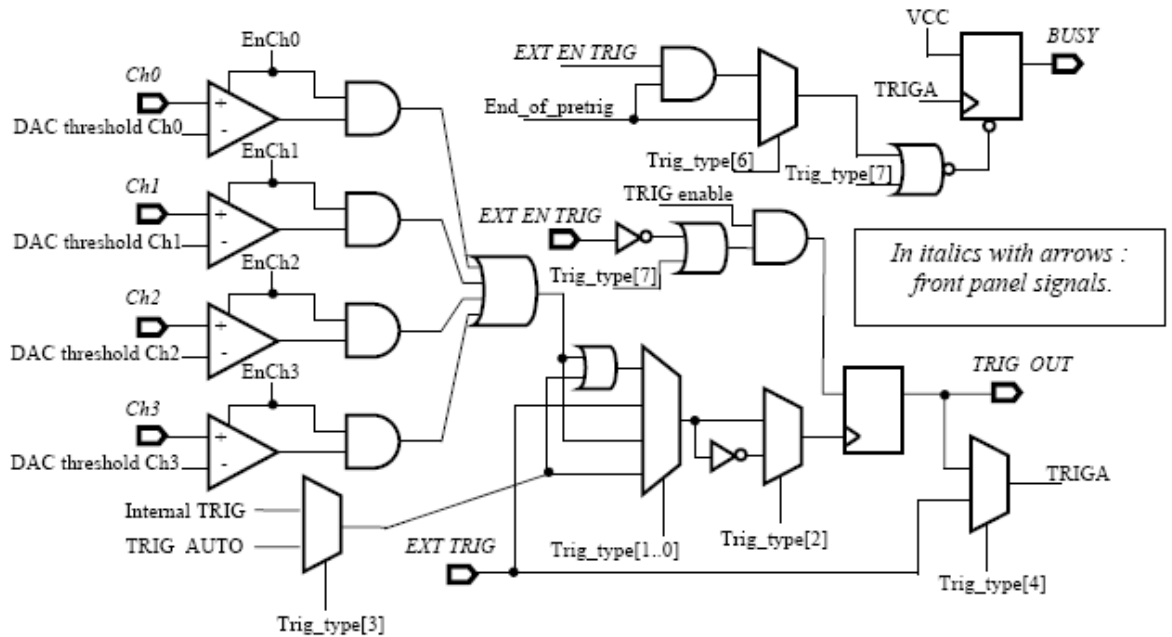 EnCh0
Ch0
+
-
DAC threshold Ch0
EnCh1
Ch1
+
-
DAC threshold Ch1
EnCh2
Ch2
+
-
DAC threshold Ch2
EnCh3
Ch3
+
-
DAC threshold Ch3
Internal TRIG
TRIG AUTO
Trig_type[3]
EXT TRIG
VCC
BUSY
EXT EN TRIG
TRIGA
End_of_pretrig
Trig_type[6]
Trig_type[7]
TRIG enable
EXT EN TRIG
Trig_type[7]
In italics with arrows :
front panel signals.
TRIG OUT
TRIGA
Trig_type[1..0]
Trig_type[2]
Trig_type[4]